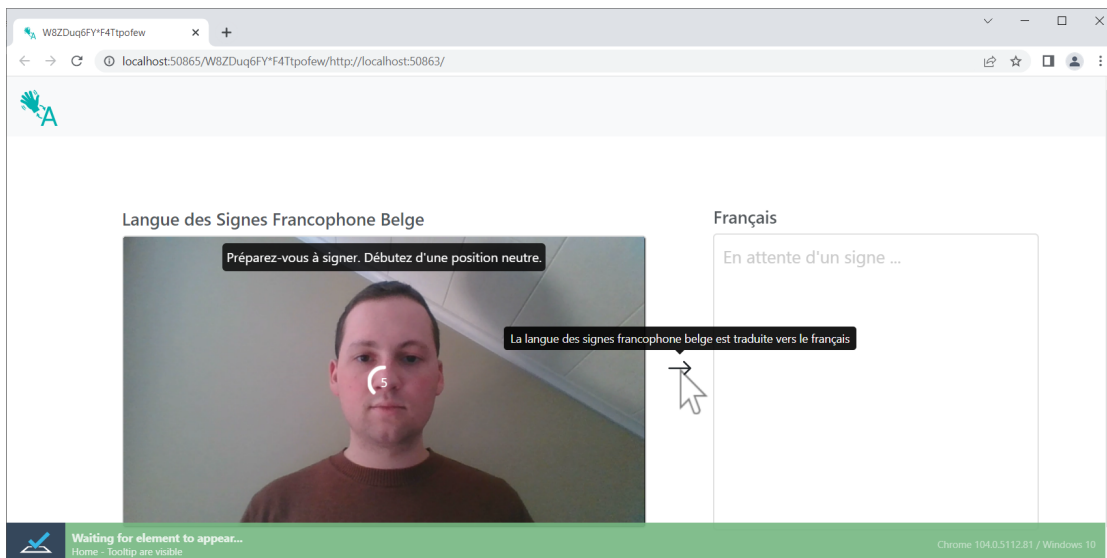 W8ZDuq6FY*F4Ttpofew
localhost:50865/W8ZDuq6FY*F4Ttpofew/http://localhost:50863/
A
Langue des Signes Francophone Belge
Français
Préparez-vous à signer. Débutez d'une position neutre.
En attente d'un signe ...
La langue des signes francophone belge est traduite vers le français
5
Waiting for element to appear...
Home - Tooltip are visible
Chrome 104.0.5112.81 / Windows 10